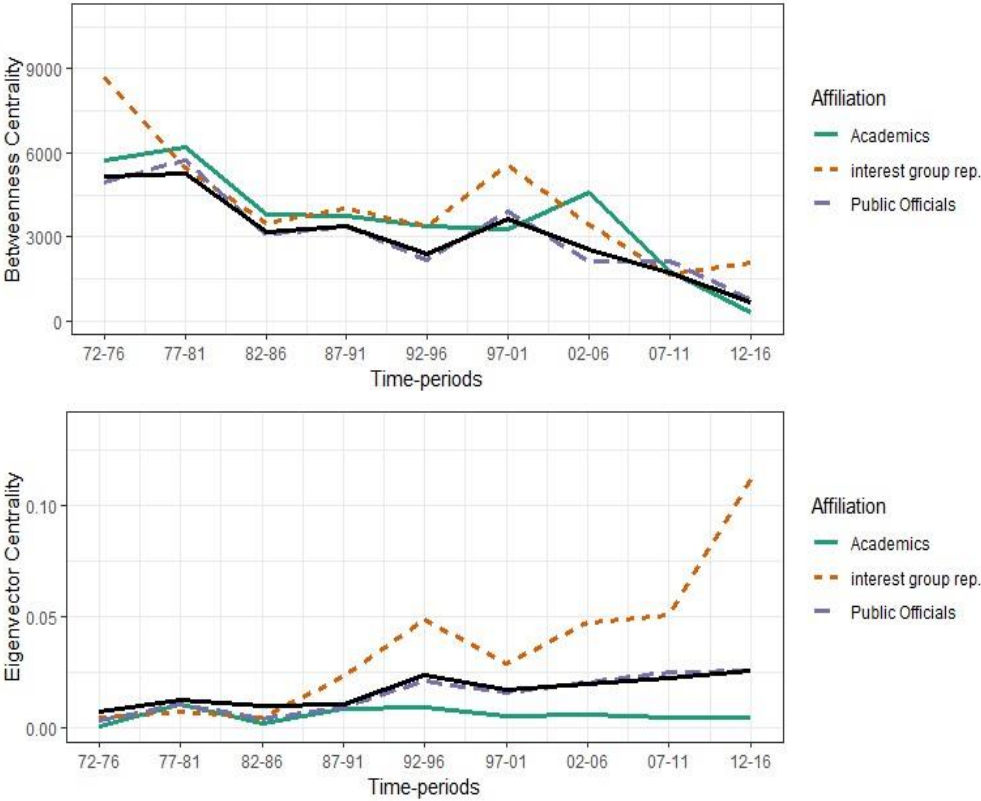 Betweenness Centrality
9000
6000
3000
0
72-76 77-81 82-86 87-91 92-96 97-01 02-06 07-11 12-16
Time-periods
Affiliation
Academics
interest group rep.
Public Officials
Eigenvector Centrality
0.10
0.05
0.00
72-76 77-81 82-86 87-91 92-96 97-01 02-06 07-11 12-16
Time-periods
Affiliation
Academics
interest group rep.
Public Officials